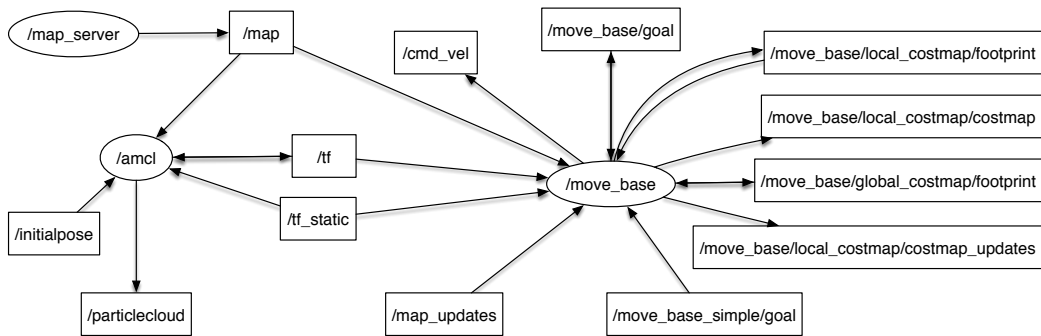 /map_server
/map
/move_base/goal
/cmd_vel
/move_base/local_costmap/footprint
/move_base/local_costmap/costmap
/amcl
/tf
/move_base
/move_base/global_costmap/footprint
/tf_static
/initialpose
/move_base/local_costmap/costmap_updates
/particlecloud
/map_updates
/move_base_simple/goal